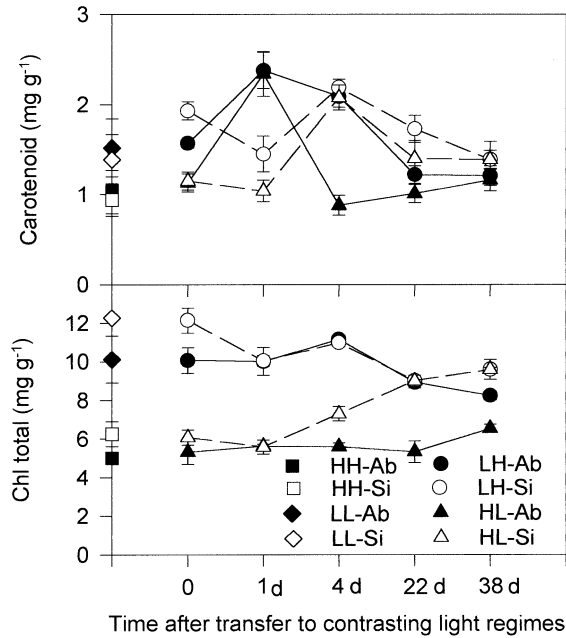 3
2
1
0
Carotenoid (mg g-1)
12
10
8
6
4
2
0
Chl total (mg g-1)
HH-Ab
HH-Si
LL-Ab
LL-Si
LH-Ab
LH-Si
HL-Ab
HL-Si
0 1 d 4 d 22 d 38 d
Time after transfer to contrasting light regimes